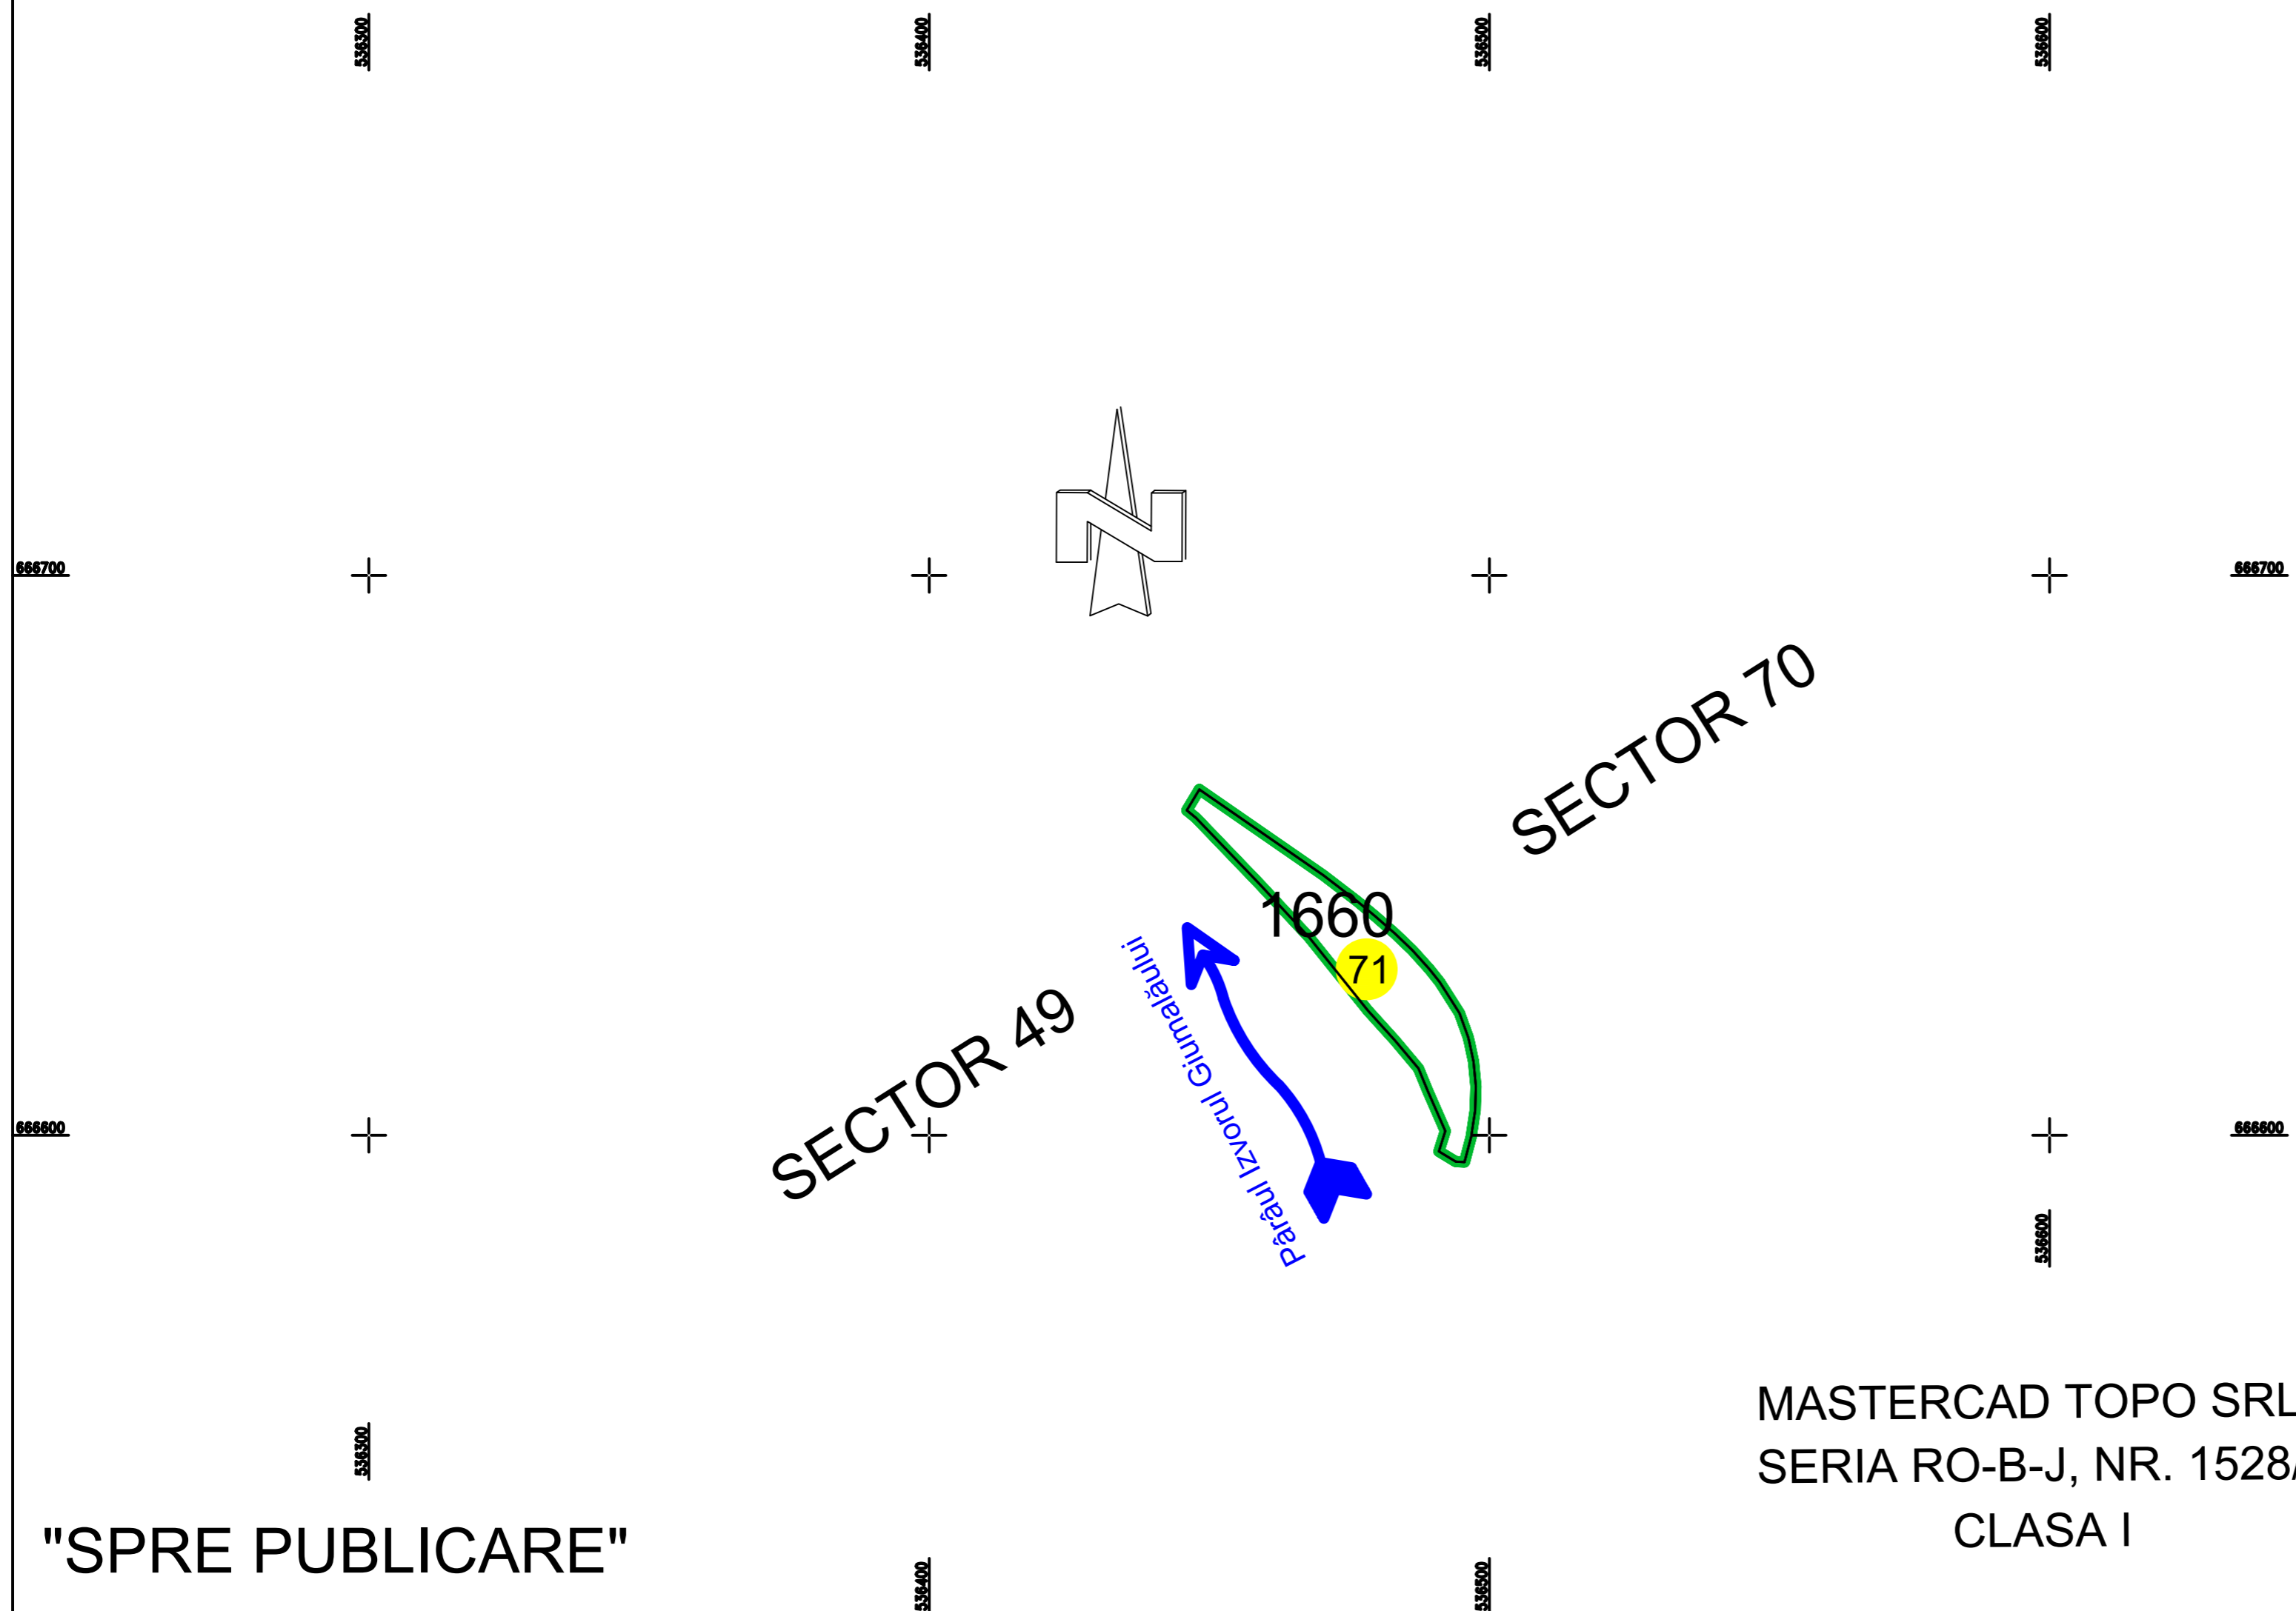 536300
536400
536500
536600
N
666700
666700
SECTOR 70
1660
71
SECTOR 49
Pârâul Izvorul Giumalăului
666600
666600
536600
536300
MASTERCAD TOPO SRL
SERIA RO-B-J, NR. 1528/
CLASA I
"SPRE PUBLICARE"
536400
536500